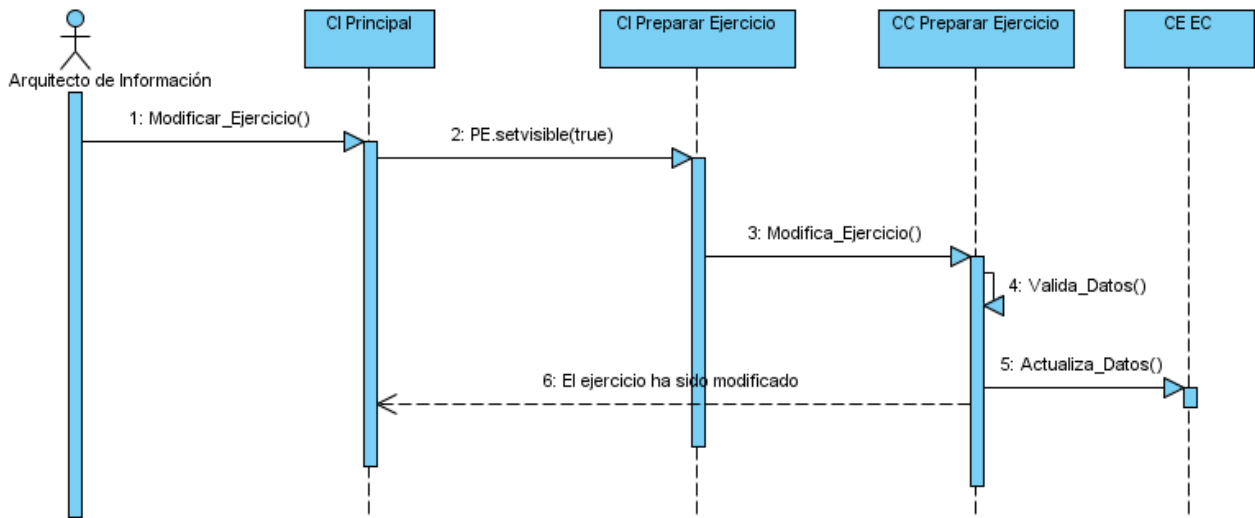 CI Principal
CI Preparar Ejercicio
CC Preparar Ejercicio
CE EC
Arquitecto de Información
1: Modificar_Ejercicio()
2: PE.setvisible(true)
3: Modifica_Ejercicio()
4: Valida_Datos()
5: Actualiza_Datos()
6: El ejercicio ha sido modificado